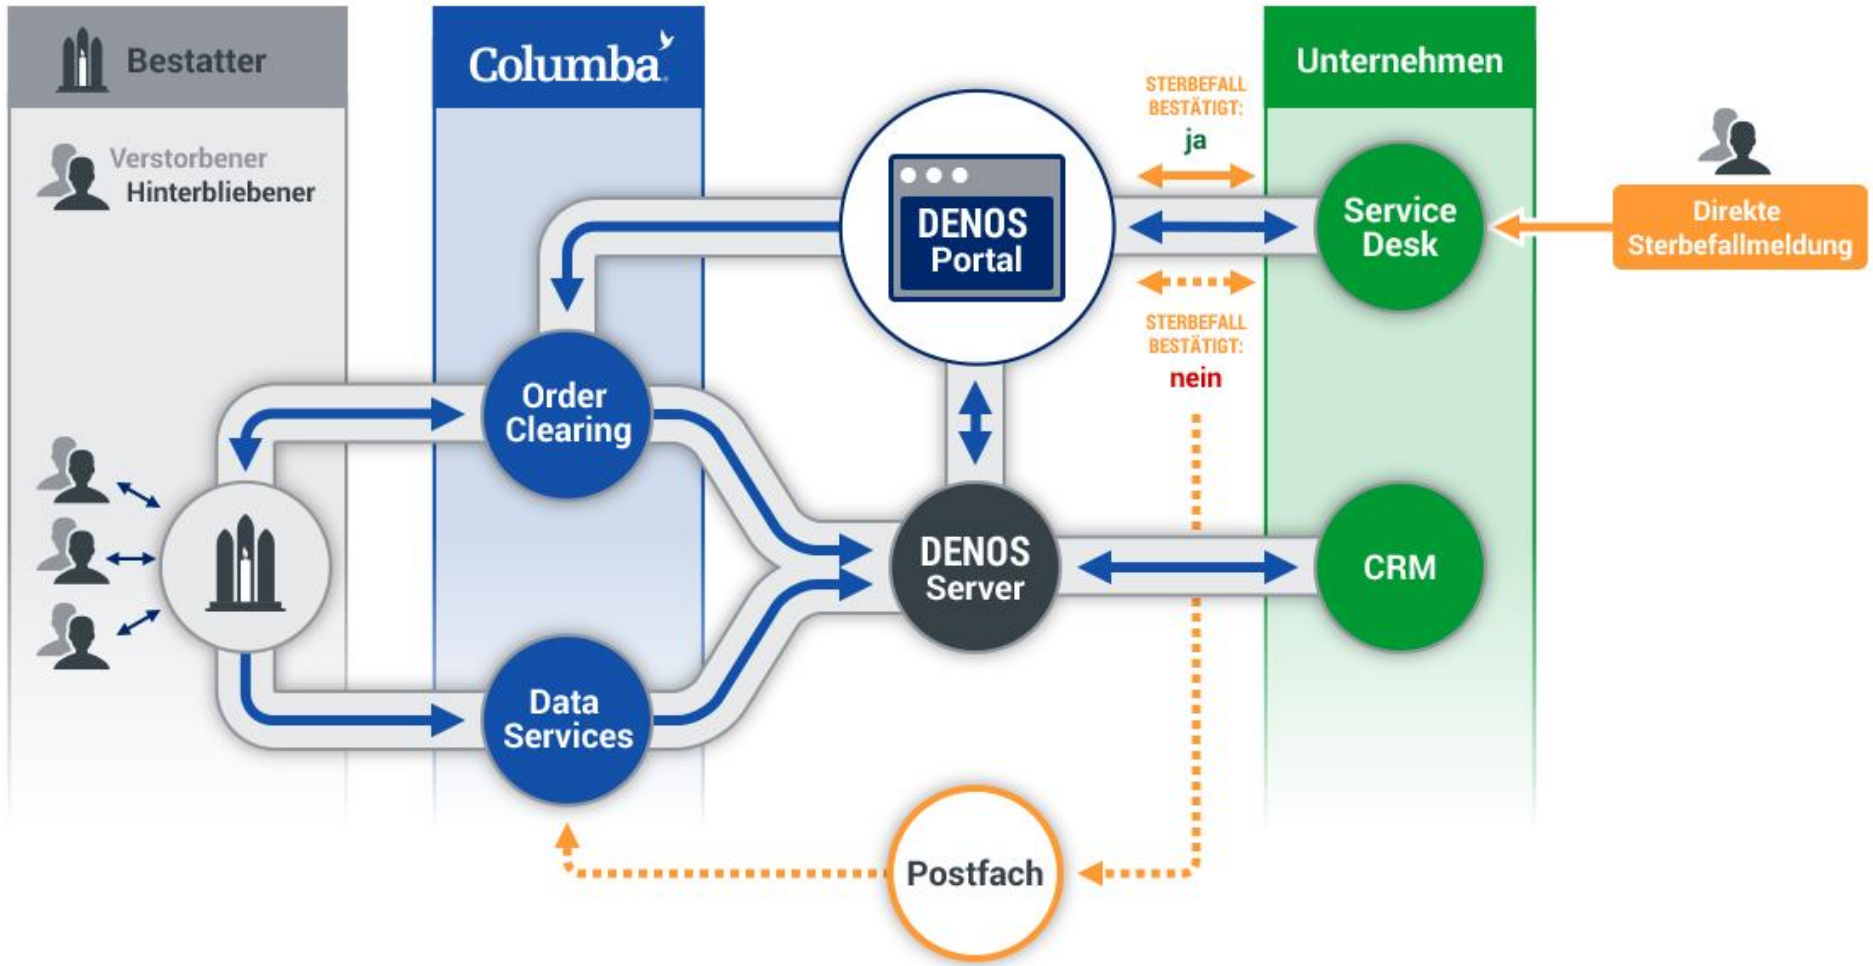 Bestatter
Verstorbener
Hinterbliebener
Columba
Order
Clearing
Data
Services
DENOS
Portal
DENOS
Server
Postfach
STERBEFALL
BESTÄTIGT:
ja
STERBEFALL
BESTÄTIGT:
nein
Unternehmen
Service
Desk
CRM
Direkte
Sterbefallmeldung